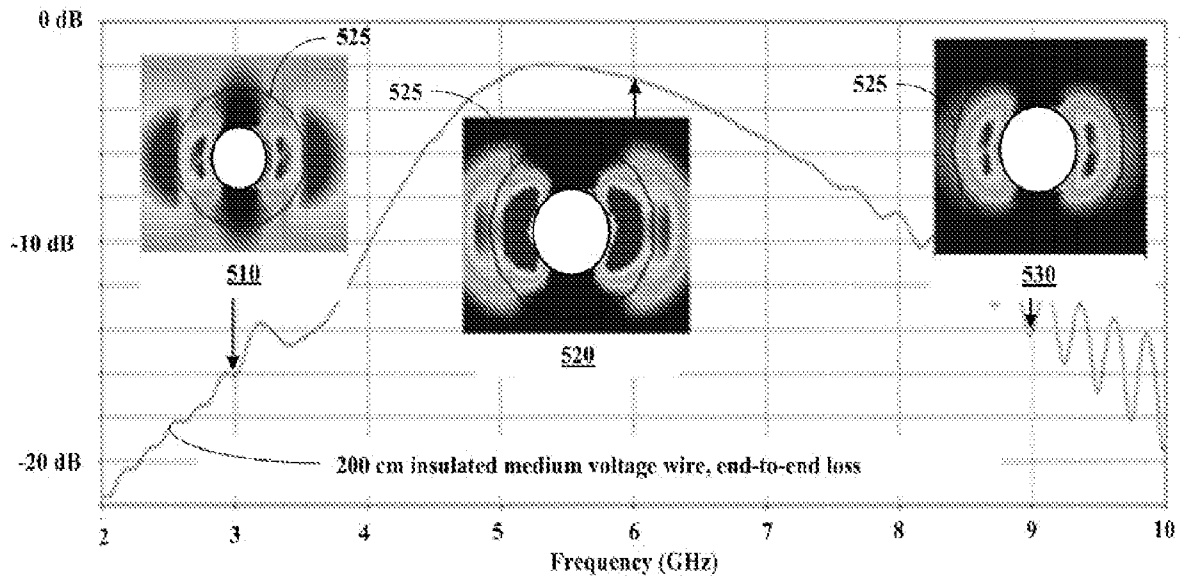 0 dB
525
525
525
-10 dB
510
520
530
-20 dB
200 cm insulated medium voltage wire, end-to-end loss
2 3 4 5 6 7 8 9 10
Frequency (GHz)